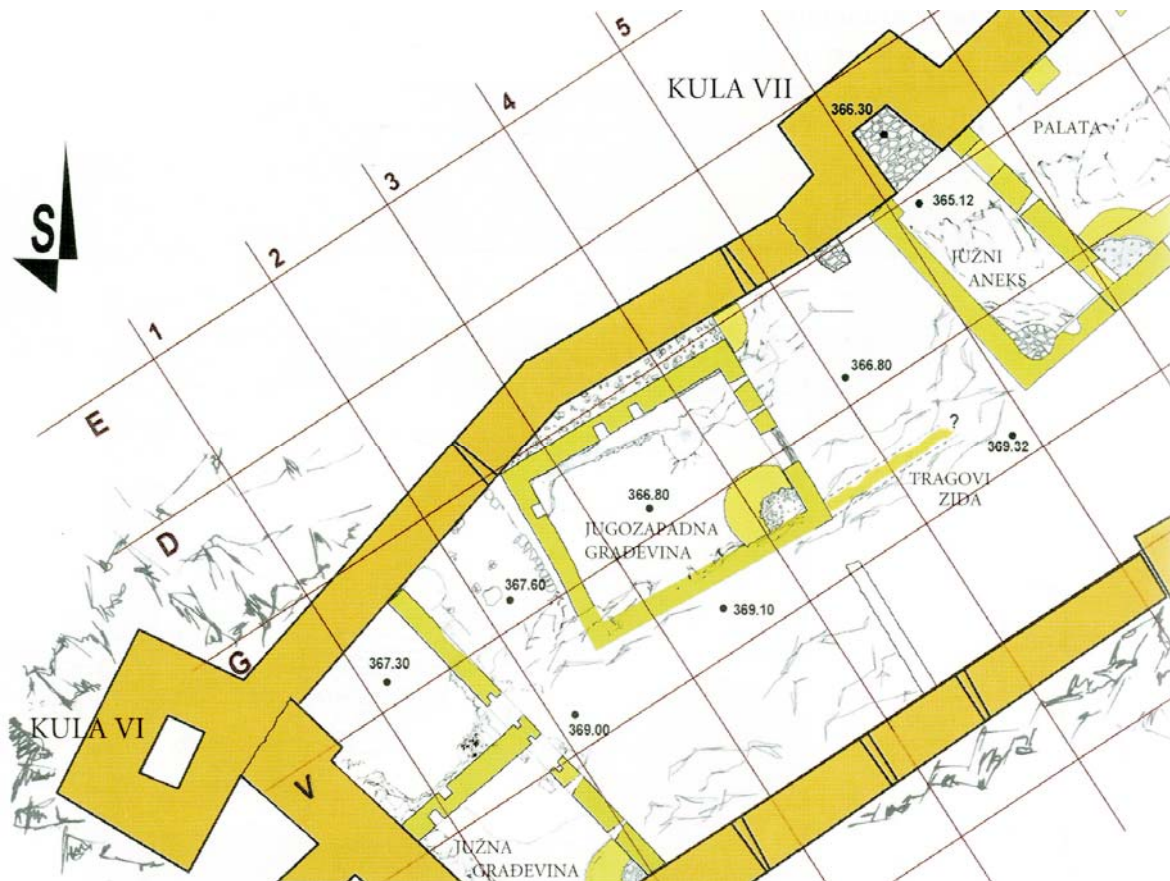 5
KULA VII
4
366.30
PALATA
3
S
365.12
2
JUŽNI
ANEKS
1
366.80
E
?
369.32
TRAGOVI
ZIDA
366.80
D
JUGOZAPADNA
GRAĐEVINA
367.60
369.10
G
367.30
369.00
KULA VI
V
JUŽNA
GRAĐEVINA